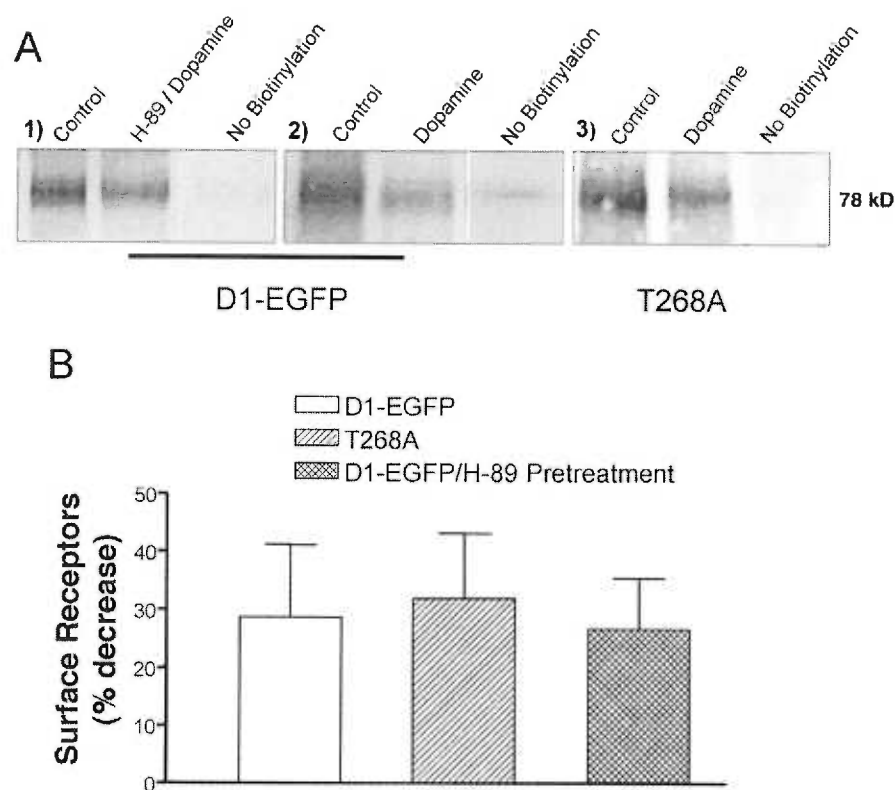 A
1) Control H-89 / Dopamine No Biotinylation 2) Control Dopamine No Biotinylation 3) Control Dopamine No Biotinylation
78 kD
D1-EGFP T268A
B
D1-EGFP
T268A
D1-EGFP/H-89 Pretreatment
Surface Receptors
(% decrease)
50
40
30
20
10
0